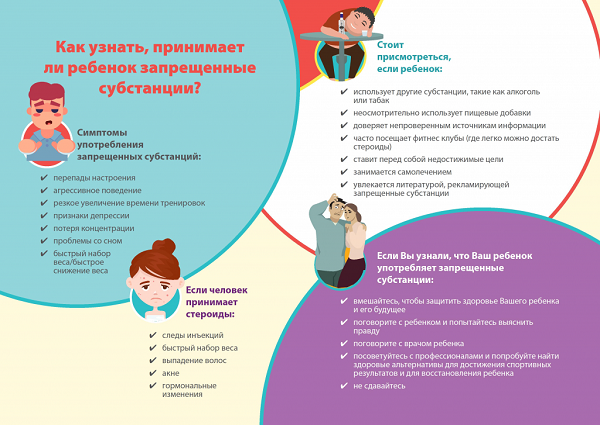 Как узнать, принимает
ли ребенок запрещенные
субстанции?
Симптомы
употребления
запрещенных субстанций:
✔ перепады настроения
✔ агрессивное поведение
✔ резкое увеличение времени тренировок
✔ признаки депрессии
✔ потеря концентрации
✔ проблемы со сном
✔ быстрый набор
веса/быстрое
снижение веса
Если человек
принимает
стероиды:
✔ следы инъекций
✔ быстрый набор веса
✔ выпадение волос
✔ акне
✔ гормональные
изменения
Стоит
присмотреться,
если ребенок:
✔ использует другие субстанции, такие как алкоголь
или табак
✔ неосмотрительно использует пищевые добавки
✔ доверяет непроверенным источникам информации
✔ часто посещает фитнес клубы (где легко можно достать
стероиды)
✔ ставит перед собой недостижимые цели
✔ занимается самолечением
✔ увлекается литературой, рекламирующей
запрещенные субстанции
Если Вы узнали, что Ваш ребенок
употребляет запрещенные
субстанции:
✔ вмешайтесь, чтобы защитить здоровье Вашего ребенка
и его будущее
✔ поговорите с ребенком и попытайтесь выяснить
правду
✔ поговорите с врачом ребенка
✔ посоветуйтесь с профессионалами и попробуйте найти
здоровые альтернативы для достижения спортивных
результатов и для восстановления ребенка
✔ не сдавайтесь